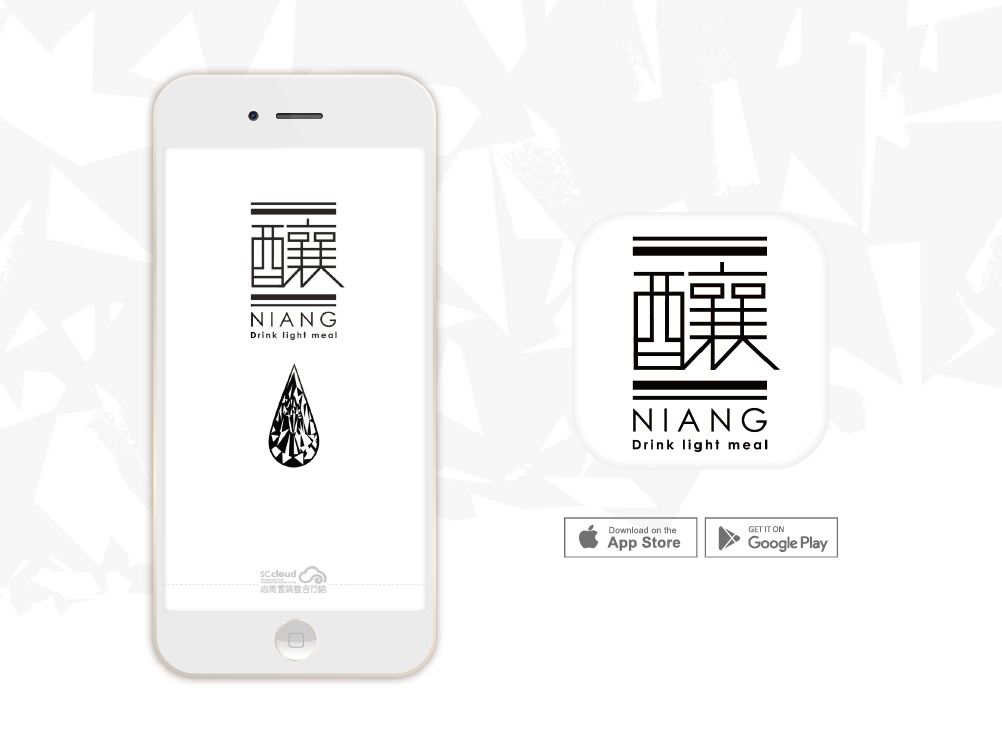 釀
NIANG
Drink light meal
SCcloud
尚青雲端整合行銷
釀
NIANG
Drink light meal
Download on the
App Store
GET IT ON
Google Play